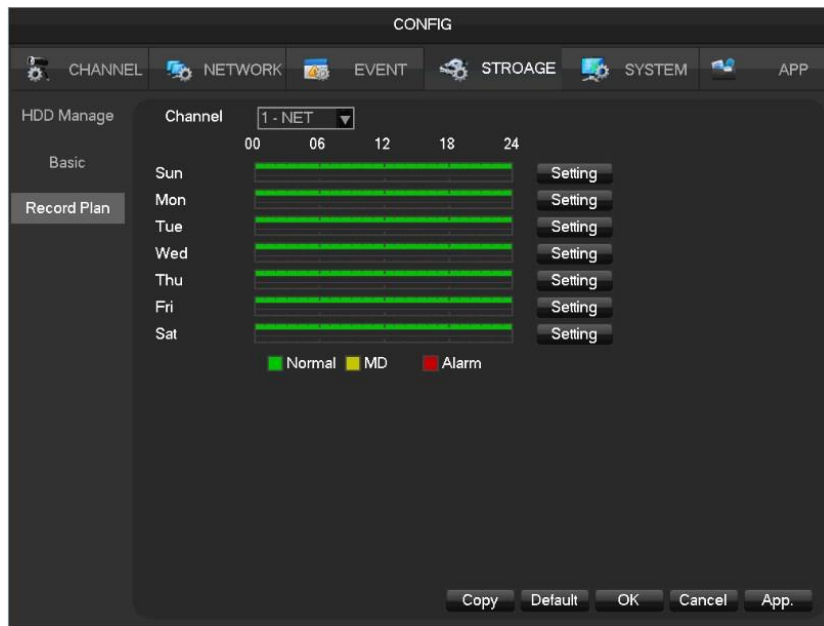 CONFIG
CHANNEL NETWORK EVENT STROAGE SYSTEM APP
HDD Manage
Basic
Record Plan
Channel 1 - NET
00 06 12 18 24
Sun Setting
Mon Setting
Tue Setting
Wed Setting
Thu Setting
Fri Setting
Sat Setting
Normal MD Alarm
Copy Default OK Cancel App.